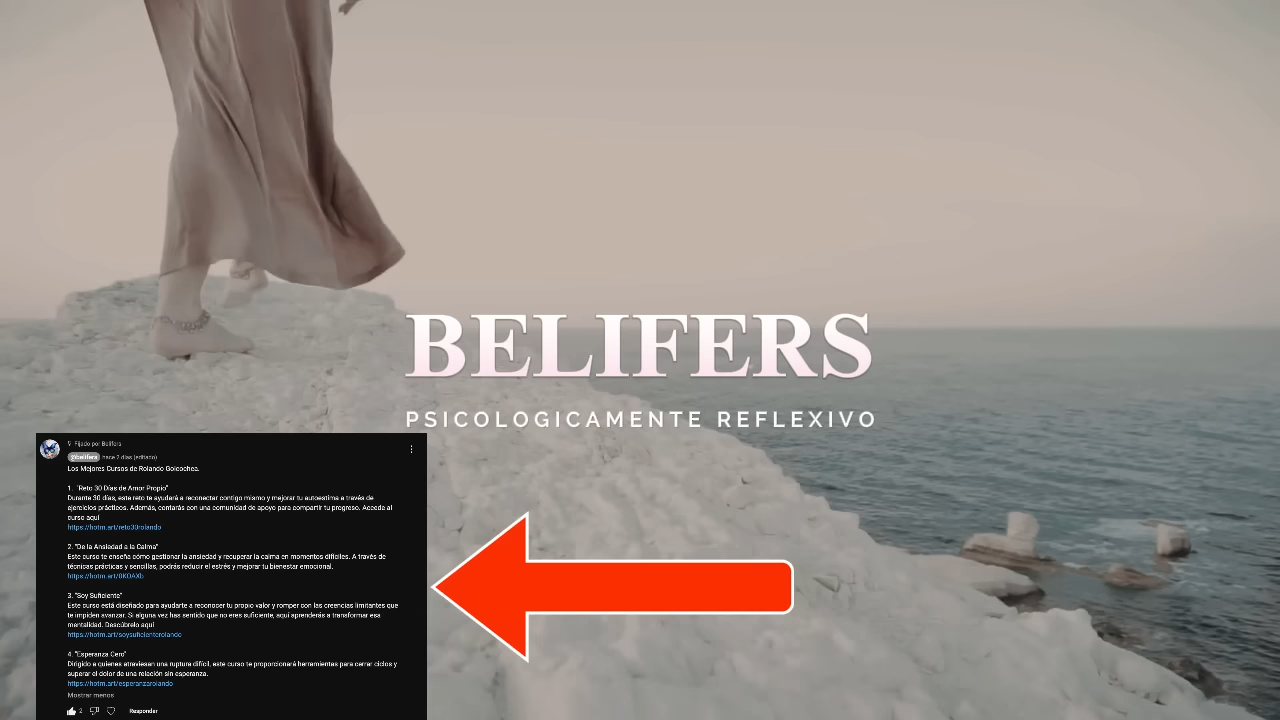 BELIFERS
PSICOLOGICAMENTE REFLEXIVO
Fijado por Belifers
@belifers hace 2 días (editado)
Los Mejores Cursos de Rolando Goicochea.
1. "Reto 30 Días de Amor Propio"
Durante 30 días, este reto te ayudará a reconectar contigo mismo y mejorar tu autoestima a través de
ejercicios prácticos. Además, contarás con una comunidad de apoyo para compartir tu progreso. Accede al
curso aquí
https://hotm.art/reto30rolando
2. "De la Ansiedad a la Calma"
Este curso te enseña cómo gestionar la ansiedad y recuperar la calma en momentos difíciles. A través de
técnicas prácticas y sencillas, podrás reducir el estrés y mejorar tu bienestar emocional.
https://hotm.art/0KOAXb
3. "Soy Suficiente"
Este curso está diseñado para ayudarte a reconocer tu propio valor y romper con las creencias limitantes que
te impiden avanzar. Si alguna vez has sentido que no eres suficiente, aquí aprenderás a transformar esa
mentalidad. Descúbrelo aquí
https://hotm.art/soysuficienterolando
4. "Esperanza Cero"
Dirigido a quienes atraviesan una ruptura difícil, este curso te proporcionará herramientas para cerrar ciclos y
superar el dolor de una relación sin esperanza.
https://hotm.art/esperanzarolando
Mostrar menos
2 Responder